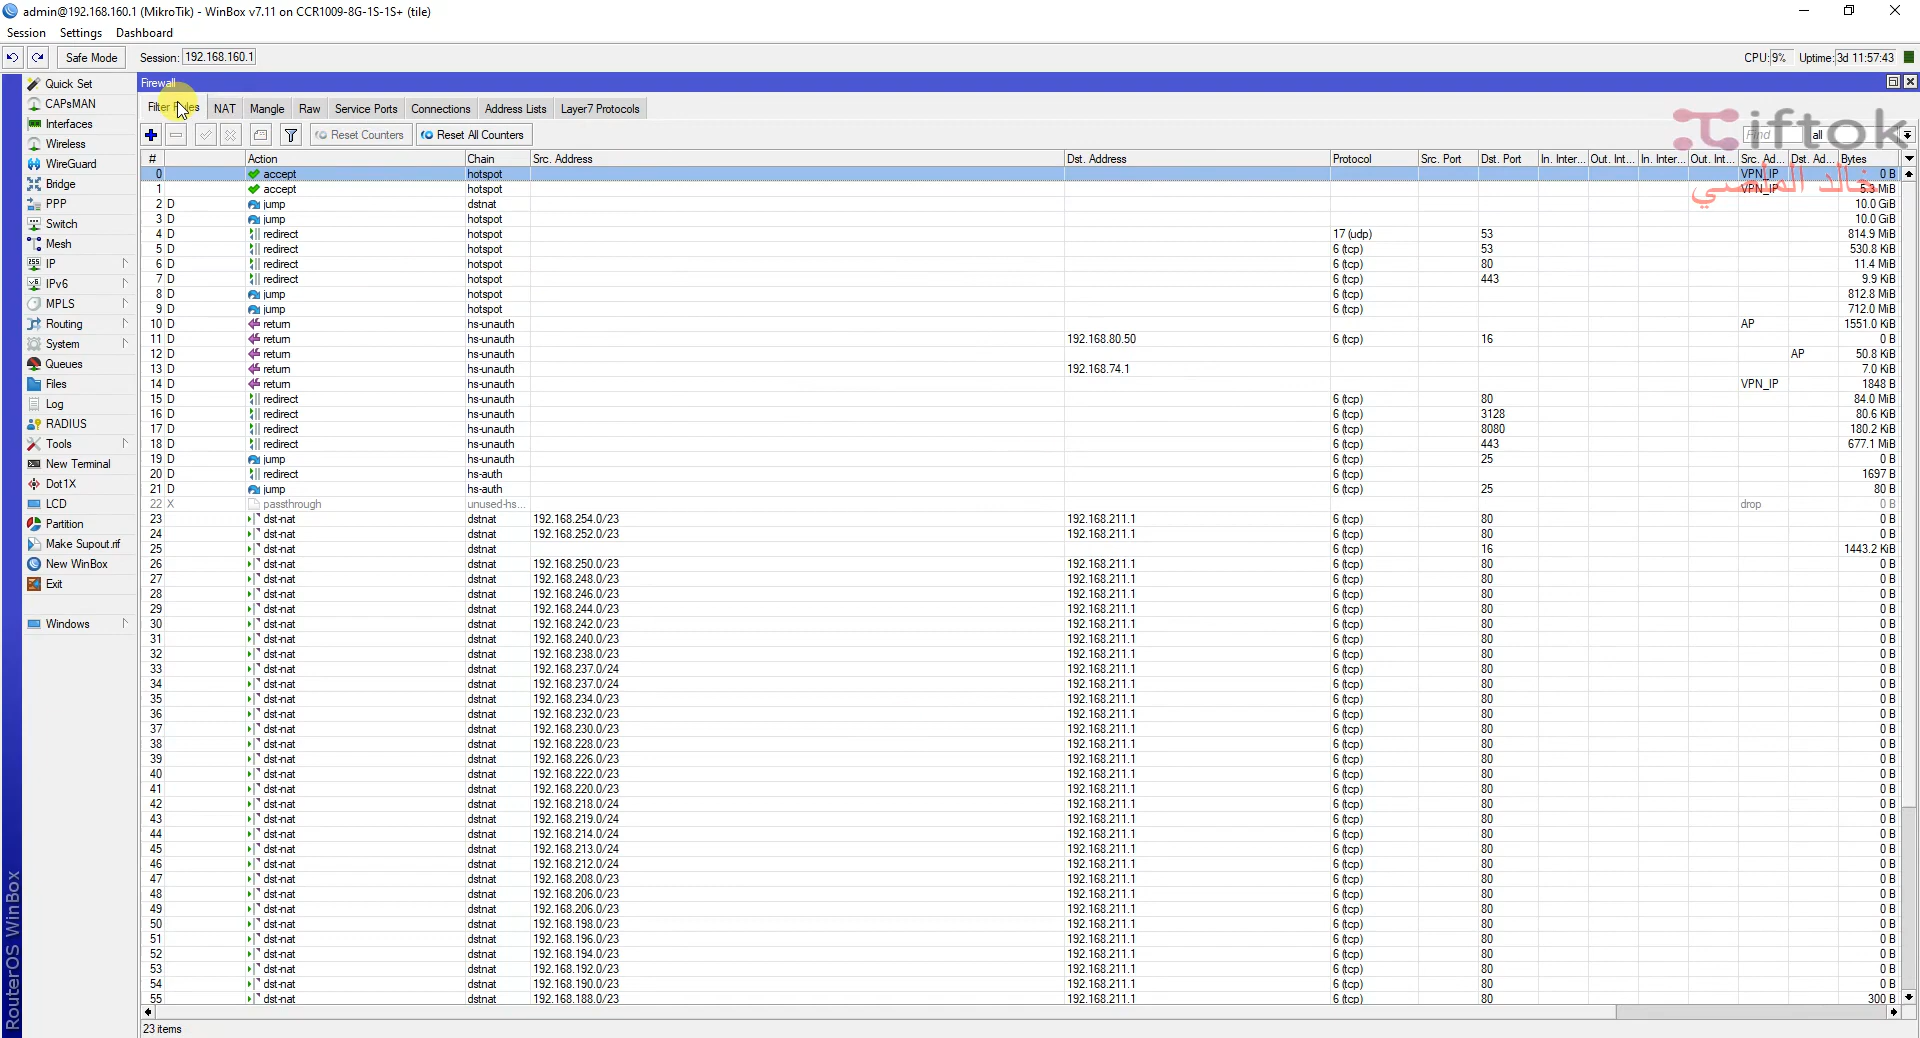 admin@192.168.160.1 (MikroTik) - WinBox v7.11 on CCR1009-8G-1S-1S+ (tile)
Session Settings Dashboard
Safe Mode Session: 192.168.160.1 CPU: 9% Uptime: 3d 11:57:43
Quick Set
CAPsMAN
Interfaces
Wireless
WireGuard
Bridge
PPP
Switch
Mesh
IP
IPv6
MPLS
Routing
System
Queues
Files
Log
RADIUS
Tools
New Terminal
Dot1X
LCD
Partition
Make Supout.rif
New WinBox
Exit
Windows
RouterOS WinBox
Firewall
Filter Rules NAT Mangle Raw Service Ports Connections Address Lists Layer7 Protocols
Reset Counters Reset All Counters Find all
iftok
خالد الملصي
# Action Chain Src. Address Dst. Address Protocol Src. Port Dst. Port In. Inter... Out. Int... In. Inter... Out. Int... Src. Ad... Dst. Ad... Bytes
0 accept hotspot VPN_IP 0 B
1 accept hotspot VPN_IP 5.3 MiB
2 D jump dstnat 10.0 GiB
3 D jump hotspot 10.0 GiB
4 D redirect hotspot 17 (udp) 53 814.9 MiB
5 D redirect hotspot 6 (tcp) 53 530.8 KiB
6 D redirect hotspot 6 (tcp) 80 11.4 MiB
7 D redirect hotspot 6 (tcp) 443 9.9 KiB
8 D jump hotspot 6 (tcp) 812.8 MiB
9 D jump hotspot 6 (tcp) 712.0 MiB
10 D return hs-unauth AP 1551.0 KiB
11 D return hs-unauth 192.168.80.50 6 (tcp) 16 0 B
12 D return hs-unauth AP 50.8 KiB
13 D return hs-unauth 192.168.74.1 7.0 KiB
14 D return hs-unauth VPN_IP 1848 B
15 D redirect hs-unauth 6 (tcp) 80 84.0 MiB
16 D redirect hs-unauth 6 (tcp) 3128 80.6 KiB
17 D redirect hs-unauth 6 (tcp) 8080 180.2 KiB
18 D redirect hs-unauth 6 (tcp) 443 677.1 MiB
19 D jump hs-unauth 6 (tcp) 25 0 B
20 D redirect hs-auth 6 (tcp) 1697 B
21 D jump hs-auth 6 (tcp) 25 80 B
22 X passthrough unused-hs... drop 0 B
23 dst-nat dstnat 192.168.254.0/23 192.168.211.1 6 (tcp) 80 0 B
24 dst-nat dstnat 192.168.252.0/23 192.168.211.1 6 (tcp) 80 0 B
25 dst-nat dstnat 6 (tcp) 16 1443.2 KiB
26 dst-nat dstnat 192.168.250.0/23 192.168.211.1 6 (tcp) 80 0 B
27 dst-nat dstnat 192.168.248.0/23 192.168.211.1 6 (tcp) 80 0 B
28 dst-nat dstnat 192.168.246.0/23 192.168.211.1 6 (tcp) 80 0 B
29 dst-nat dstnat 192.168.244.0/23 192.168.211.1 6 (tcp) 80 0 B
30 dst-nat dstnat 192.168.242.0/23 192.168.211.1 6 (tcp) 80 0 B
31 dst-nat dstnat 192.168.240.0/23 192.168.211.1 6 (tcp) 80 0 B
32 dst-nat dstnat 192.168.238.0/23 192.168.211.1 6 (tcp) 80 0 B
33 dst-nat dstnat 192.168.237.0/24 192.168.211.1 6 (tcp) 80 0 B
34 dst-nat dstnat 192.168.237.0/24 192.168.211.1 6 (tcp) 80 0 B
35 dst-nat dstnat 192.168.234.0/23 192.168.211.1 6 (tcp) 80 0 B
36 dst-nat dstnat 192.168.232.0/23 192.168.211.1 6 (tcp) 80 0 B
37 dst-nat dstnat 192.168.230.0/23 192.168.211.1 6 (tcp) 80 0 B
38 dst-nat dstnat 192.168.228.0/23 192.168.211.1 6 (tcp) 80 0 B
39 dst-nat dstnat 192.168.226.0/23 192.168.211.1 6 (tcp) 80 0 B
40 dst-nat dstnat 192.168.222.0/23 192.168.211.1 6 (tcp) 80 0 B
41 dst-nat dstnat 192.168.220.0/23 192.168.211.1 6 (tcp) 80 0 B
42 dst-nat dstnat 192.168.218.0/24 192.168.211.1 6 (tcp) 80 0 B
43 dst-nat dstnat 192.168.219.0/24 192.168.211.1 6 (tcp) 80 0 B
44 dst-nat dstnat 192.168.214.0/24 192.168.211.1 6 (tcp) 80 0 B
45 dst-nat dstnat 192.168.213.0/24 192.168.211.1 6 (tcp) 80 0 B
46 dst-nat dstnat 192.168.212.0/24 192.168.211.1 6 (tcp) 80 0 B
47 dst-nat dstnat 192.168.208.0/23 192.168.211.1 6 (tcp) 80 0 B
48 dst-nat dstnat 192.168.206.0/23 192.168.211.1 6 (tcp) 80 0 B
49 dst-nat dstnat 192.168.206.0/23 192.168.211.1 6 (tcp) 80 0 B
50 dst-nat dstnat 192.168.198.0/23 192.168.211.1 6 (tcp) 80 0 B
51 dst-nat dstnat 192.168.196.0/23 192.168.211.1 6 (tcp) 80 0 B
52 dst-nat dstnat 192.168.194.0/23 192.168.211.1 6 (tcp) 80 0 B
53 dst-nat dstnat 192.168.192.0/23 192.168.211.1 6 (tcp) 80 0 B
54 dst-nat dstnat 192.168.190.0/23 192.168.211.1 6 (tcp) 80 0 B
55 dst-nat dstnat 192.168.188.0/23 192.168.211.1 6 (tcp) 80 300 B
23 items